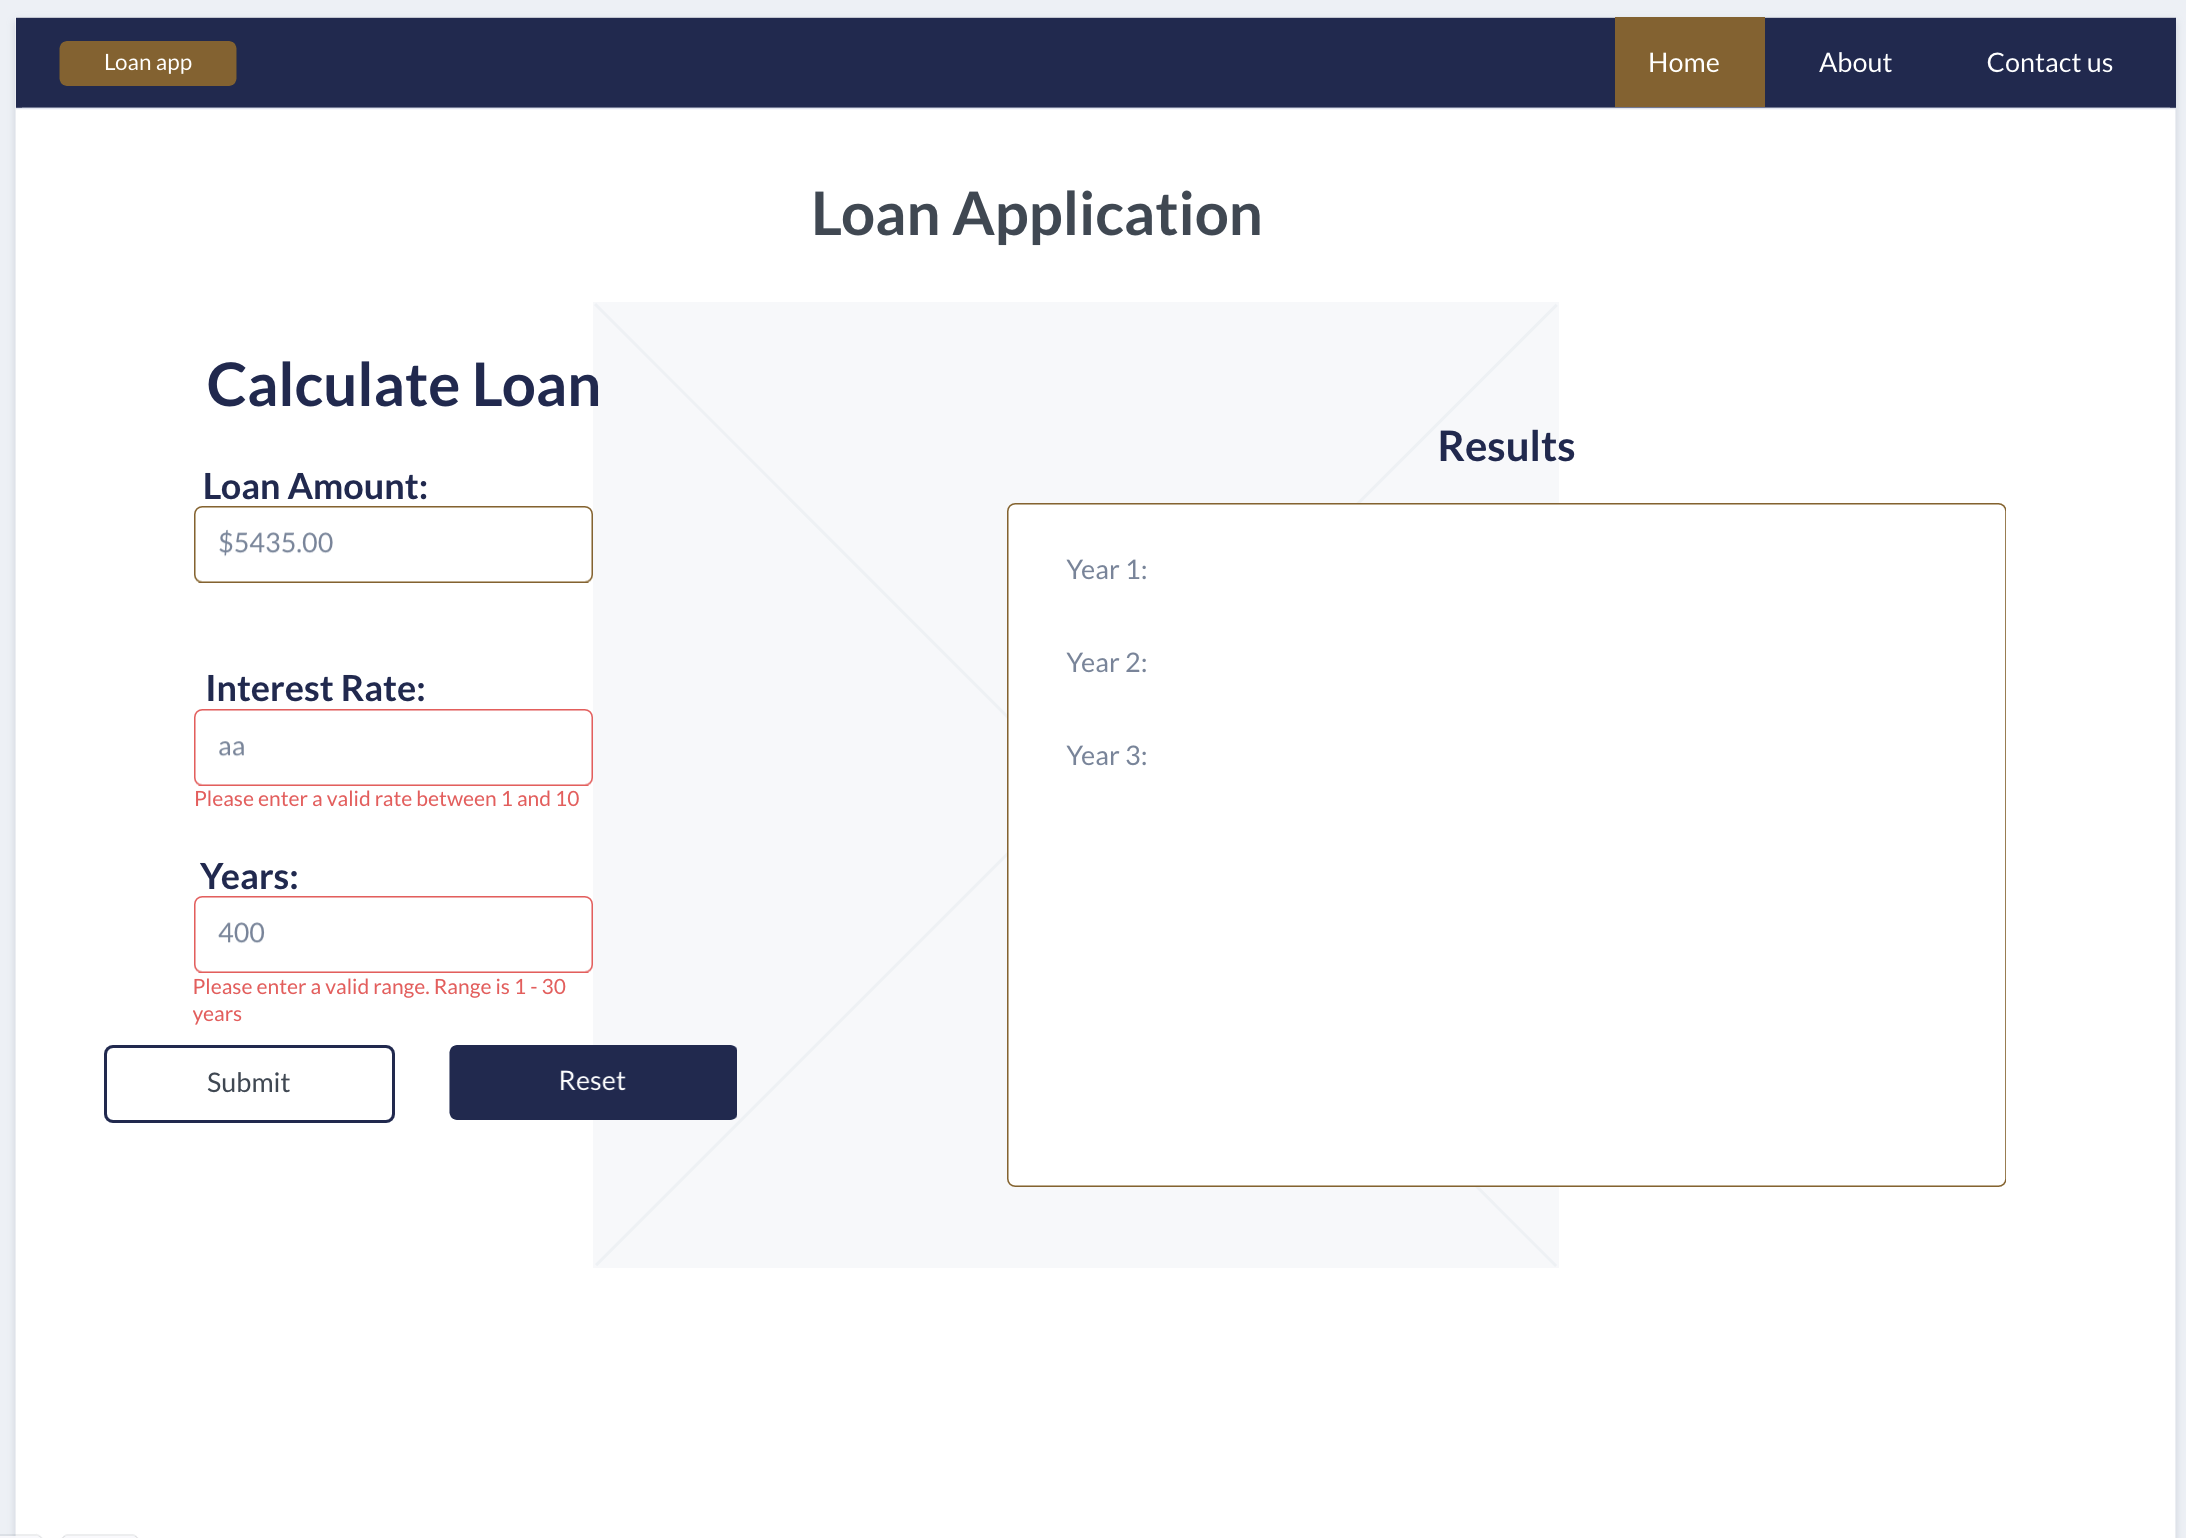 Loan app
Home
About
Contact us
Loan Application
Calculate Loan
Loan Amount:
$5435.00
Interest Rate:
aa
Please enter a valid rate between 1 and 10
Years:
400
Please enter a valid range. Range is 1 - 30
years
Submit
Reset
Results
Year 1:
Year 2:
Year 3: